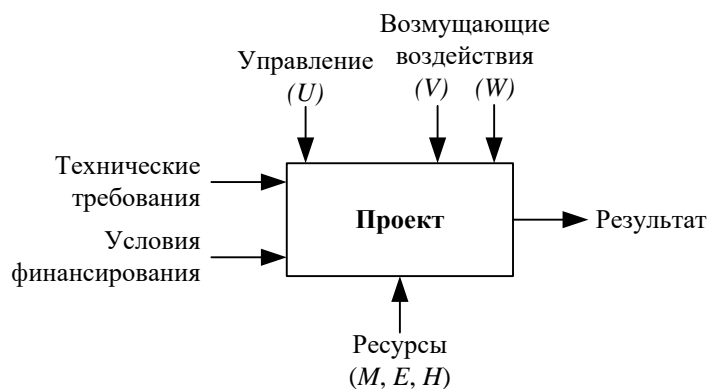 Возмущающие
воздействия
(V) (W)
Управление
(U)
Технические
требования
Условия
финансирования
Проект
Результат
Ресурсы
(M, E, H)